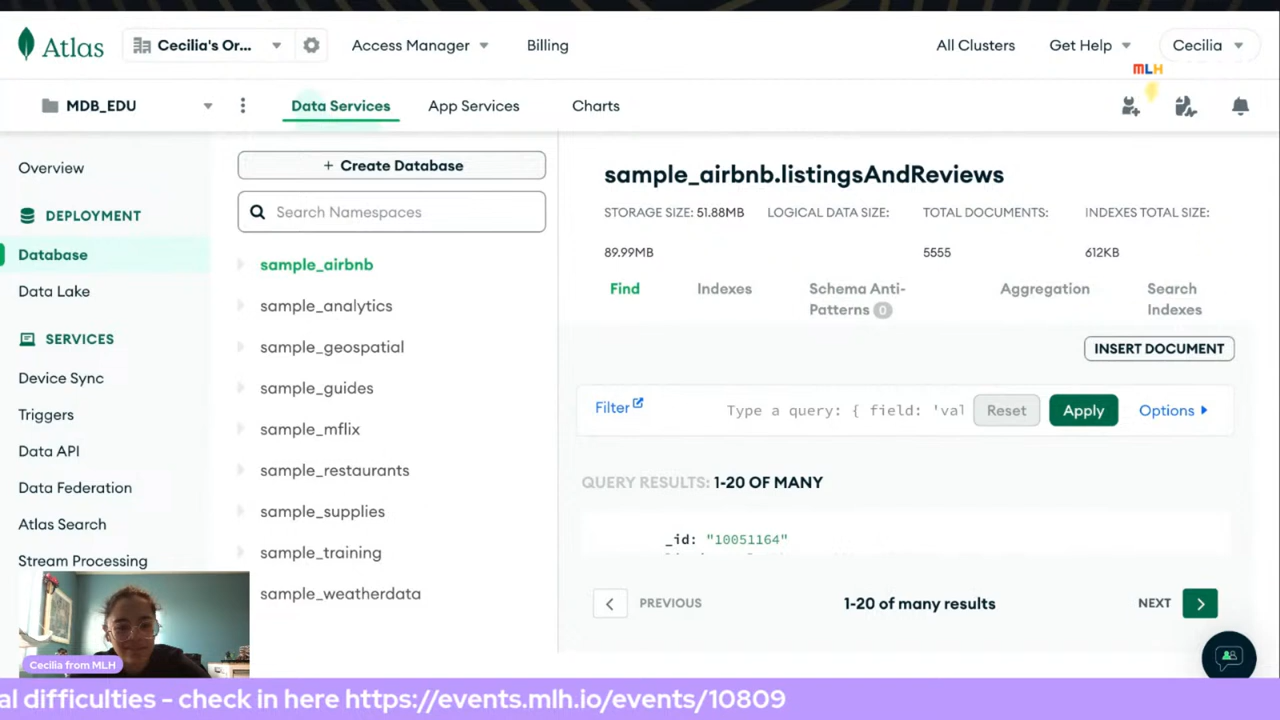 Atlas
Cecilia's Or...
Access Manager
Billing
All Clusters
Get Help
Cecilia
MLH
MDB_EDU
Data Services
App Services
Charts
Overview
DEPLOYMENT
Database
Data Lake
SERVICES
Device Sync
Triggers
Data API
Data Federation
Atlas Search
Stream Processing
+ Create Database
Search Namespaces
sample_airbnb
sample_analytics
sample_geospatial
sample_guides
sample_mflix
sample_restaurants
sample_supplies
sample_training
sample_weatherdata
sample_airbnb.listingsAndReviews
STORAGE SIZE: 51.88MB LOGICAL DATA SIZE: TOTAL DOCUMENTS: INDEXES TOTAL SIZE:
89.99MB 5555 612KB
Find
Indexes
Schema Anti-
Patterns 0
Aggregation
Search
Indexes
INSERT DOCUMENT
Filter
Type a query: { field: 'val
Reset
Apply
Options
QUERY RESULTS: 1-20 OF MANY
_id: "10051164"
PREVIOUS
1-20 of many results
NEXT
Cecilia from MLH
al difficulties - check in here https://events.mlh.io/events/10809